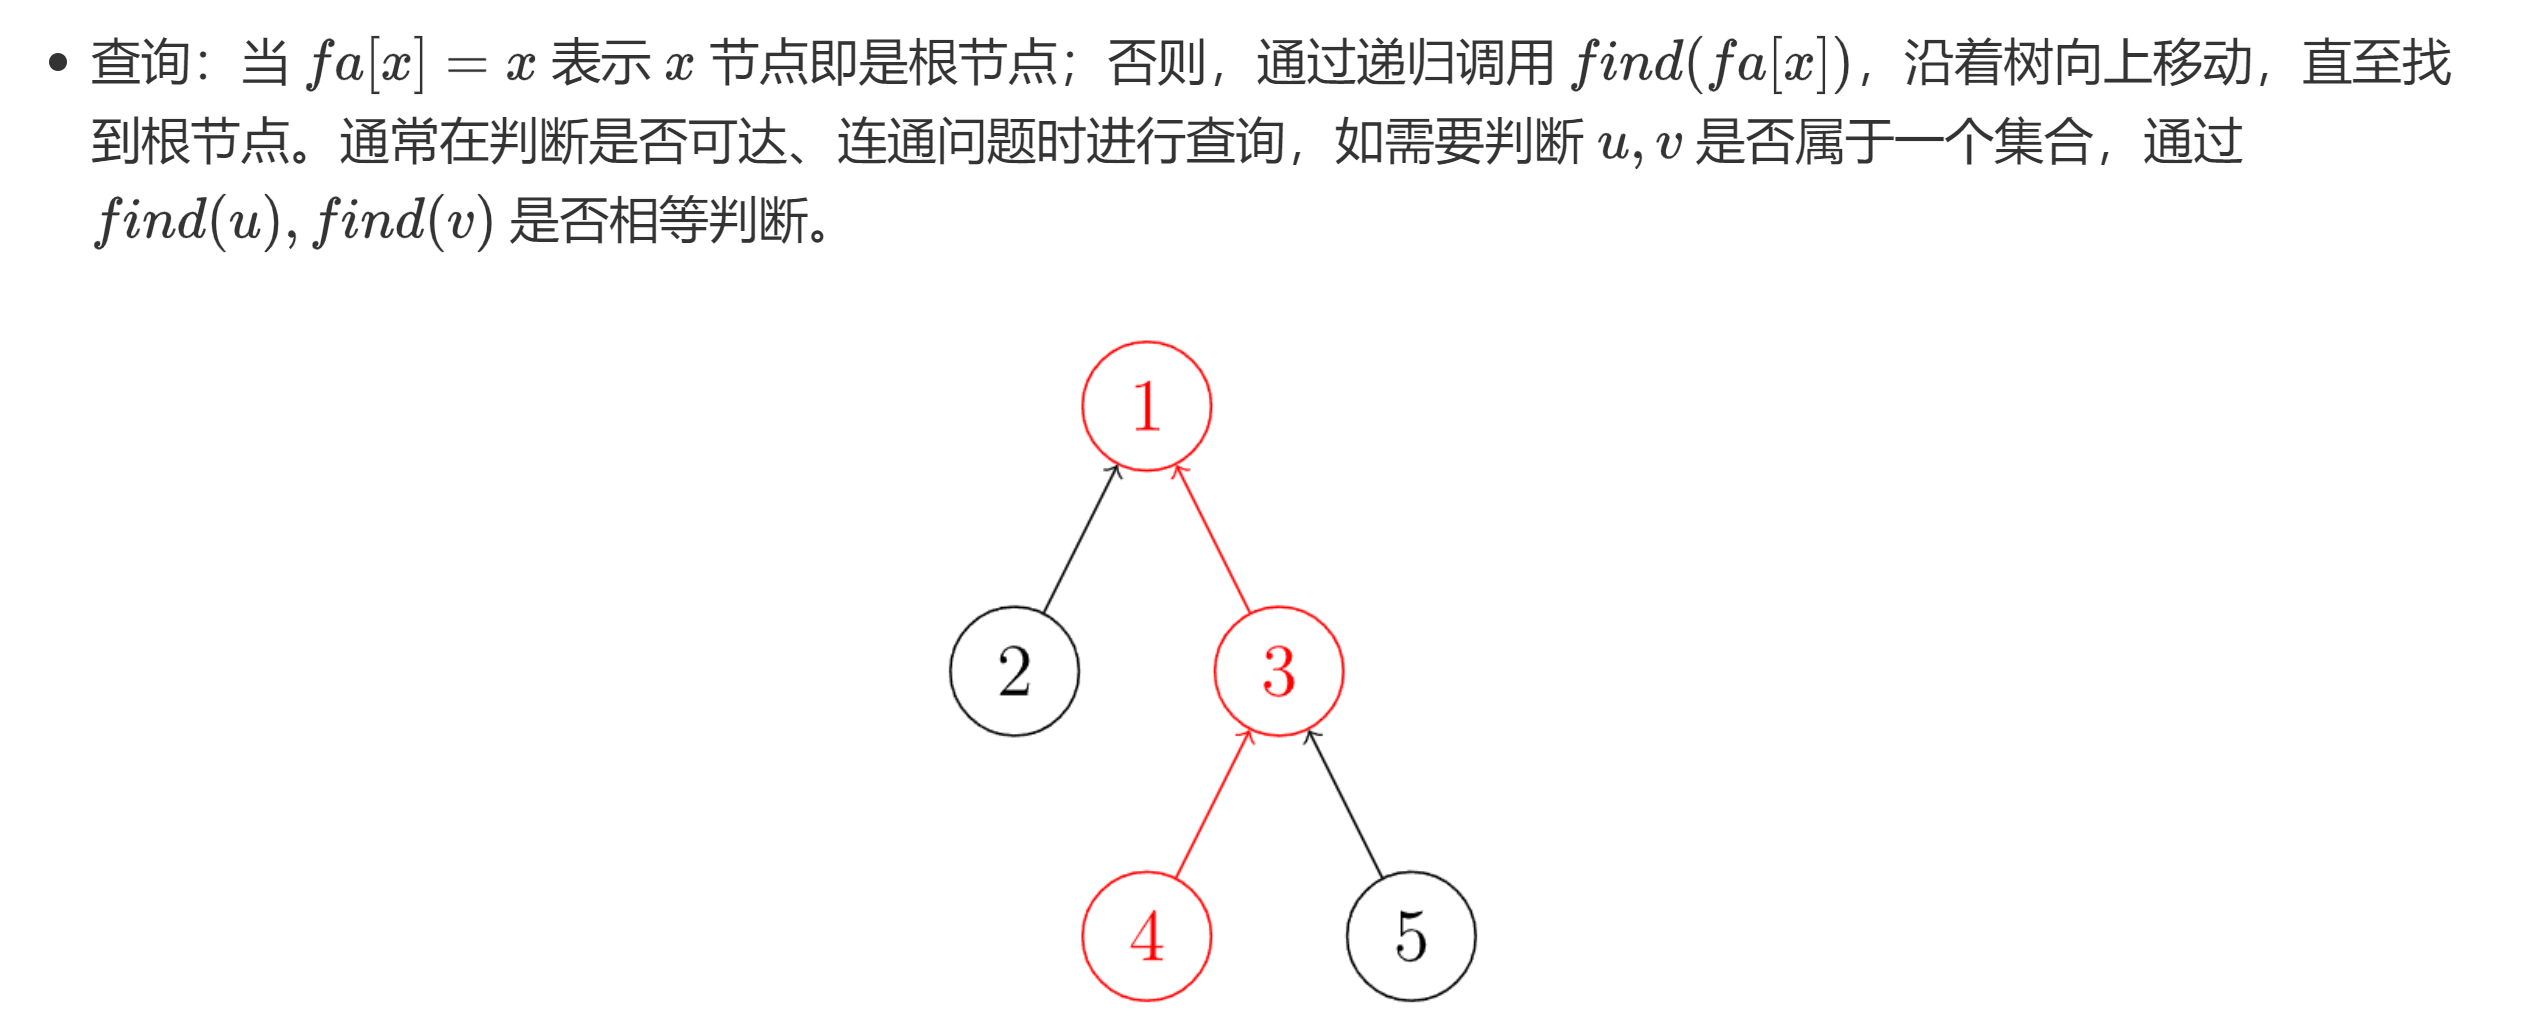 • 查询：当 fa[x] = x 表示 x 节点即是根节点；否则，通过递归调用 find(fa[x])，沿着树向上移动，直至找
到根节点。通常在判断是否可达、连通问题时进行查询，如需要判断 u, v 是否属于一个集合，通过
find(u), find(v) 是否相等判断。
1
2
3
4
5